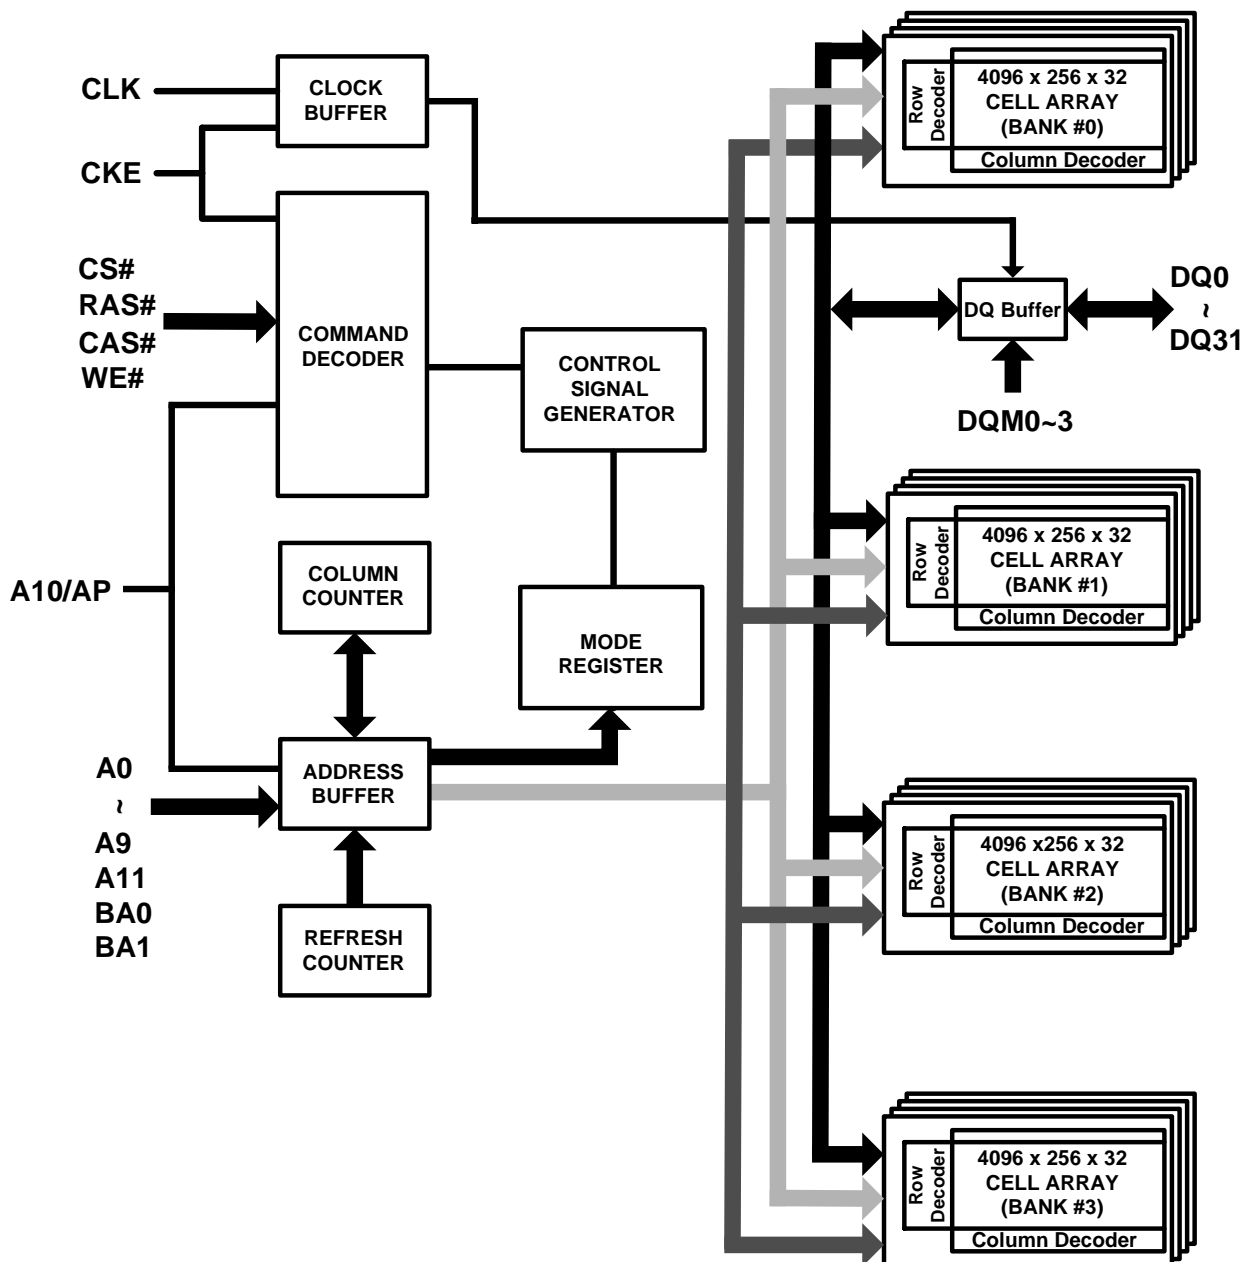 CLK
CKE
CS#
RAS#
CAS#
WE#
A10/AP
A0
~
A9
A11
BA0
BA1
CLOCK
BUFFER
COMMAND
DECODER
COLUMN
COUNTER
ADDRESS
BUFFER
REFRESH
COUNTER
CONTROL
SIGNAL
GENERATOR
MODE
REGISTER
Row
Decoder
4096 x 256 x 32
CELL ARRAY
(BANK #0)
Column Decoder
DQ Buffer
DQ0
~
DQ31
DQM0~3
Row
Decoder
4096 x 256 x 32
CELL ARRAY
(BANK #1)
Column Decoder
Row
Decoder
4096 x256 x 32
CELL ARRAY
(BANK #2)
Column Decoder
Row
Decoder
4096 x 256 x 32
CELL ARRAY
(BANK #3)
Column Decoder